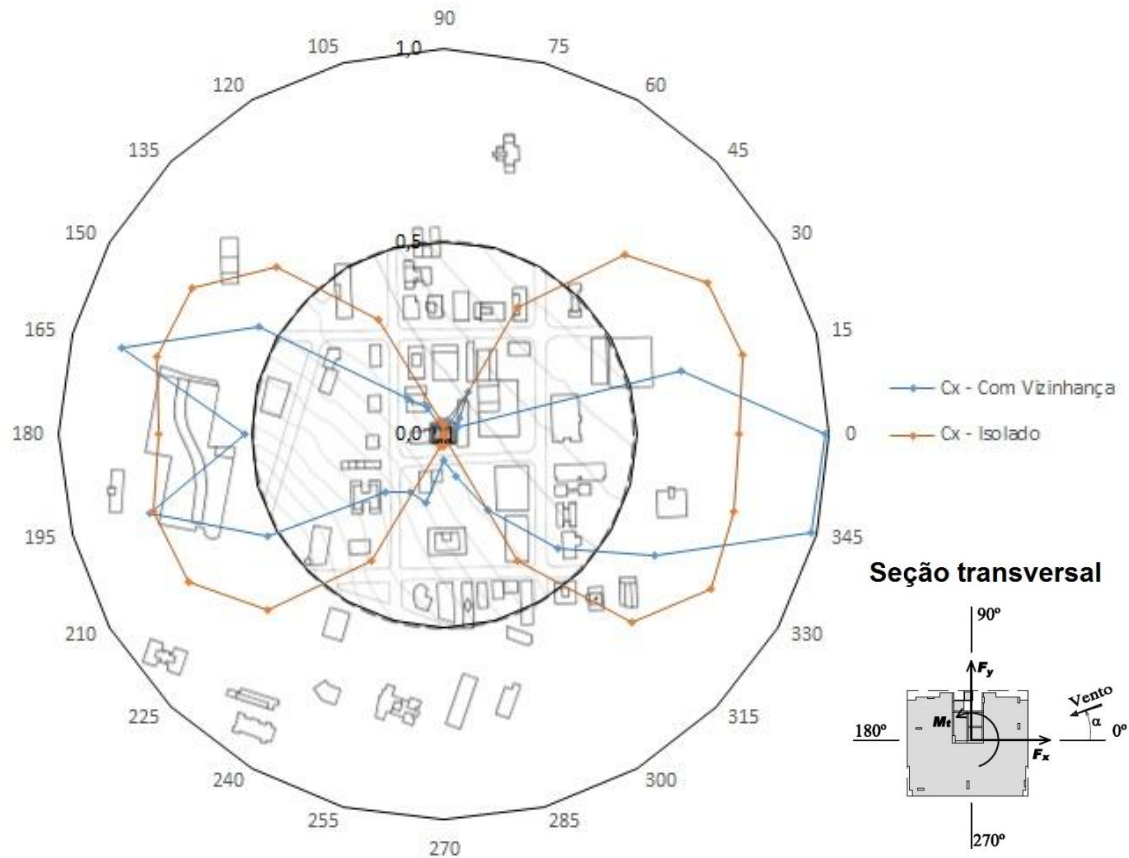 90
105
1,0
75
120
60
135
45
150
0,5
30
165
15
180
0,0
0
Cx - Com Vizinhança
Cx - Isolado
195
345
Seção transversal
210
330
90º
Fy
Vento
Mt
α
180º
0º
Fx
225
315
240
300
255
285
270º
270